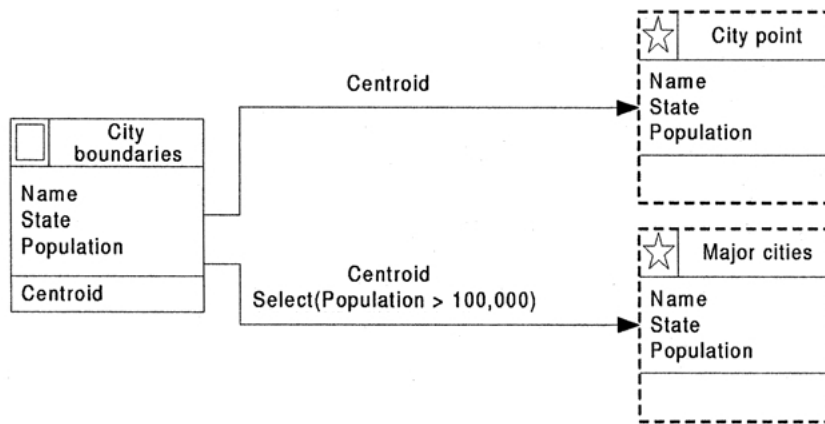 City
boundaries
Name
State
Population
Centroid
Centroid
Centroid
Select(Population > 100,000)
City point
Name
State
Population
Major cities
Name
State
Population